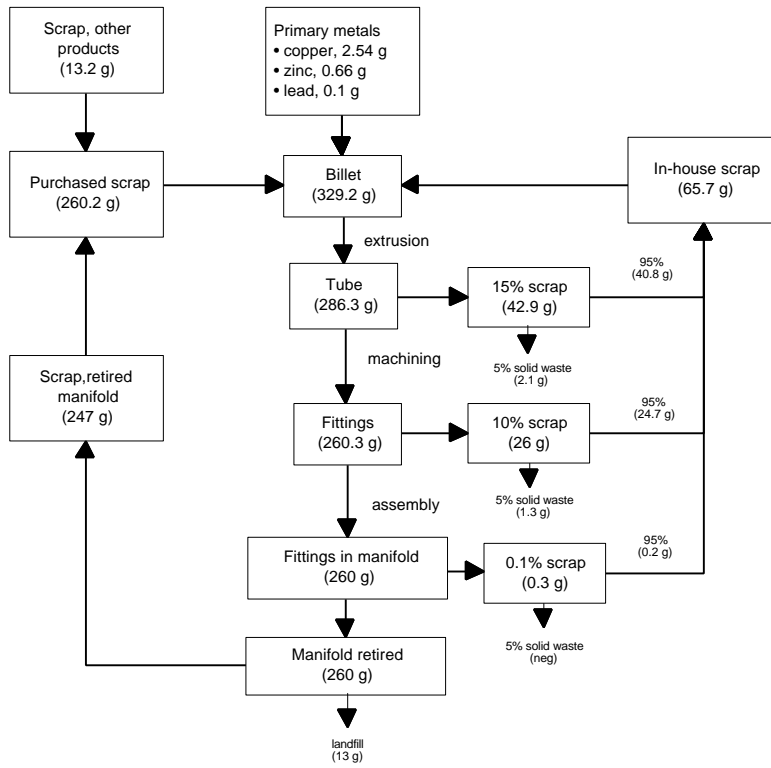 Scrap, other
products
(13.2 g)
Primary metals
• copper, 2.54 g
• zinc, 0.66 g
• lead, 0.1 g
Purchased scrap
(260.2 g)
Billet
(329.2 g)
In-house scrap
(65.7 g)
extrusion
Tube
(286.3 g)
15% scrap
(42.9 g)
95%
(40.8 g)
5% solid waste
(2.1 g)
machining
Scrap,retired
manifold
(247 g)
Fittings
(260.3 g)
10% scrap
(26 g)
95%
(24.7 g)
5% solid waste
(1.3 g)
assembly
Fittings in manifold
(260 g)
0.1% scrap
(0.3 g)
95%
(0.2 g)
5% solid waste
(neg)
Manifold retired
(260 g)
landfill
(13 g)